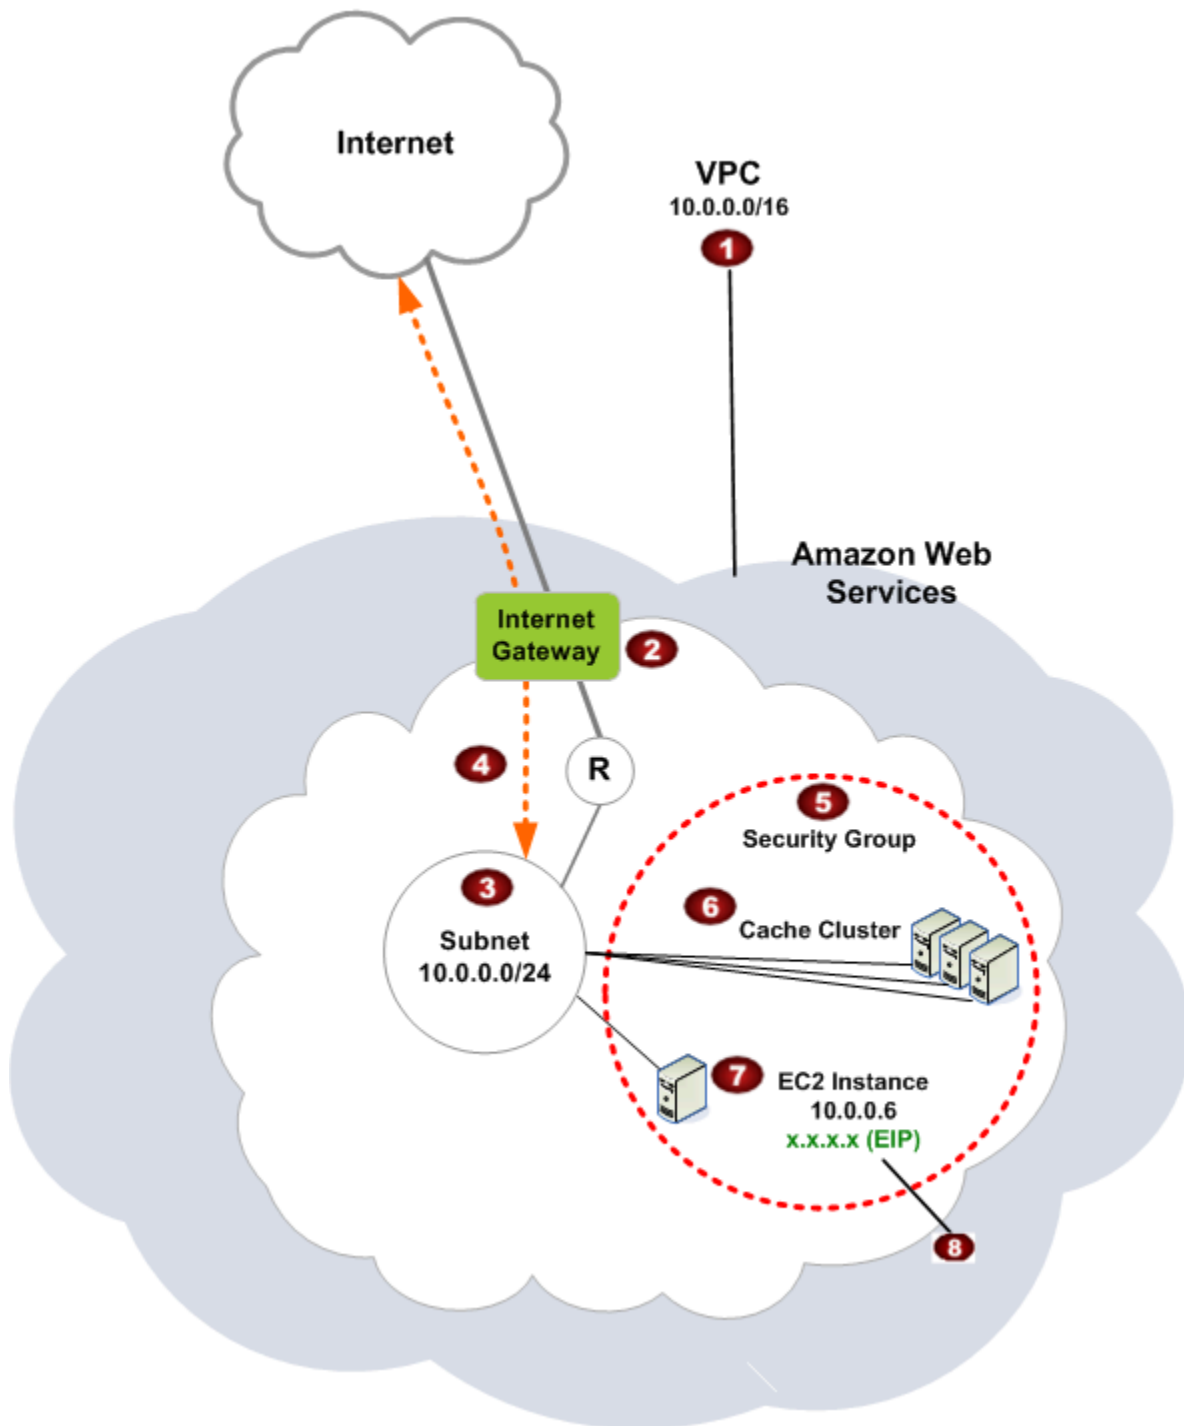 Internet
VPC
10.0.0.0/16
1
Amazon Web
Services
Internet
Gateway
2
4
R
5
Security Group
3
Subnet
10.0.0.0/24
6
Cache Cluster
7
EC2 Instance
10.0.0.6
x.x.x.x (EIP)
8